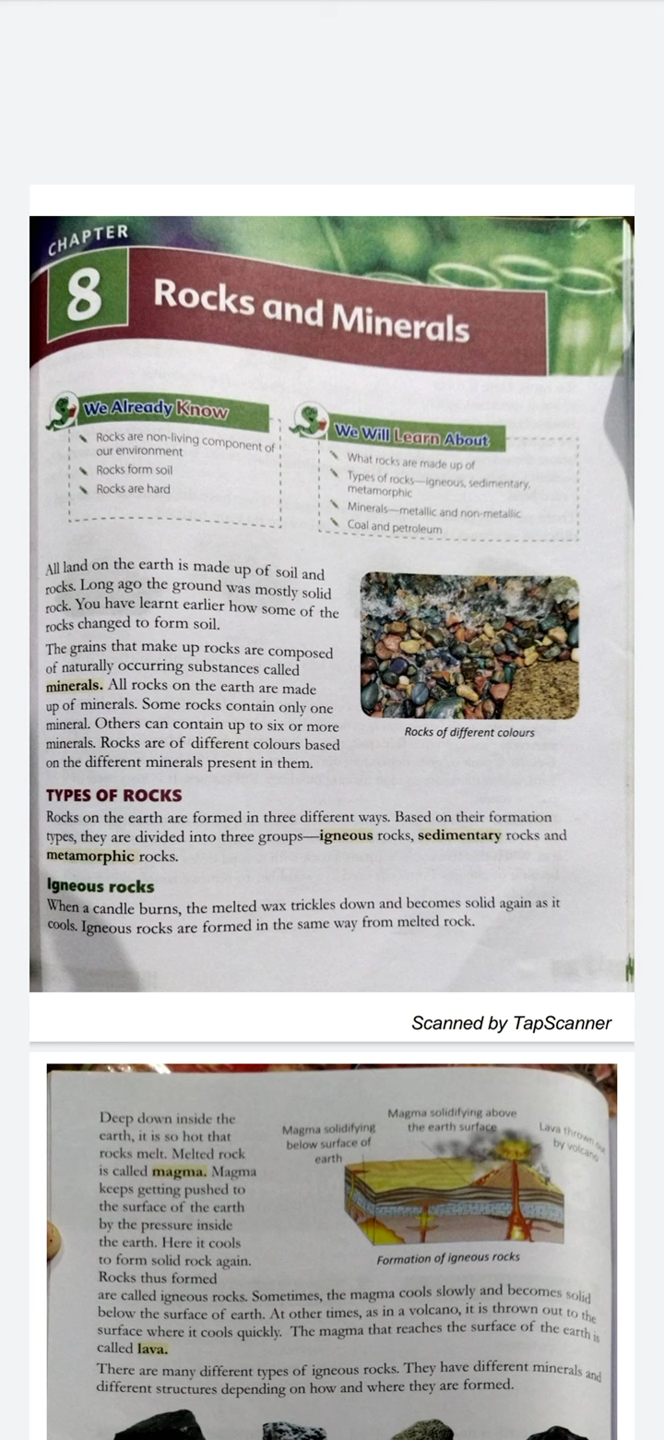 CHAPTER
8
Rocks and Minerals
We Already Know
Rocks are non-living component of
our environment
Rocks form soil
Rocks are hard
We Will Learn About
What rocks are made up of
Types of rocks—igneous, sedimentary,
metamorphic
Minerals—metallic and non-metallic
Coal and petroleum
All land on the earth is made up of soil and
rocks. Long ago the ground was mostly solid
rock. You have learnt earlier how some of the
rocks changed to form soil.
The grains that make up rocks are composed
of naturally occurring substances called
minerals. All rocks on the earth are made
up of minerals. Some rocks contain only one
mineral. Others can contain up to six or more
minerals. Rocks are of different colours based
on the different minerals present in them.
Rocks of different colours
TYPES OF ROCKS
Rocks on the earth are formed in three different ways. Based on their formation
types, they are divided into three groups—igneous rocks, sedimentary rocks and
metamorphic rocks.
Igneous rocks
When a candle burns, the melted wax trickles down and becomes solid again as it
cools. Igneous rocks are formed in the same way from melted rock.
Scanned by TapScanner
Deep down inside the
earth, it is so hot that
rocks melt. Melted rock
is called magma. Magma
keeps getting pushed to
the surface of the earth
by the pressure inside
the earth. Here it cools
to form solid rock again.
Rocks thus formed
Magma solidifying
below surface of
earth
Magma solidifying above
the earth surface
Lava thrown out
by volcano
Formation of igneous rocks
are called igneous rocks. Sometimes, the magma cools slowly and becomes solid
below the surface of earth. At other times, as in a volcano, it is thrown out to the
surface where it cools quickly. The magma that reaches the surface of the earth is
called lava.
There are many different types of igneous rocks. They have different minerals and
different structures depending on how and where they are formed.